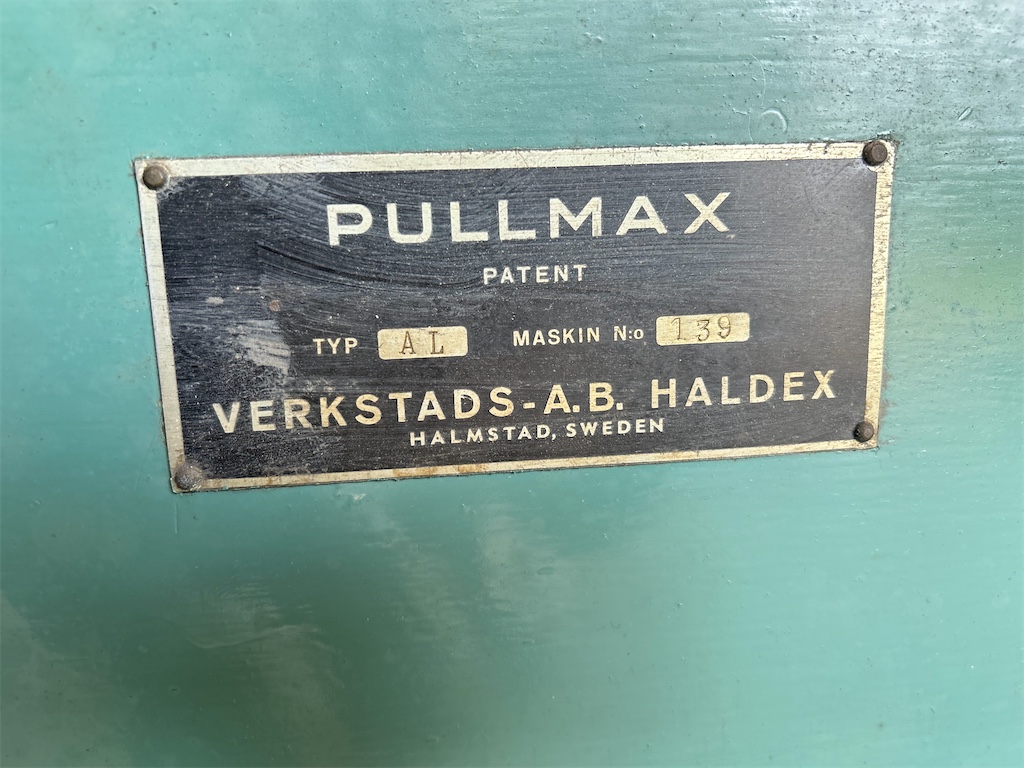 PULLMAX
PATENT
TYP AL MASKIN N:o 139
VERKSTADS-A.B. HALDEX
HALMSTAD, SWEDEN